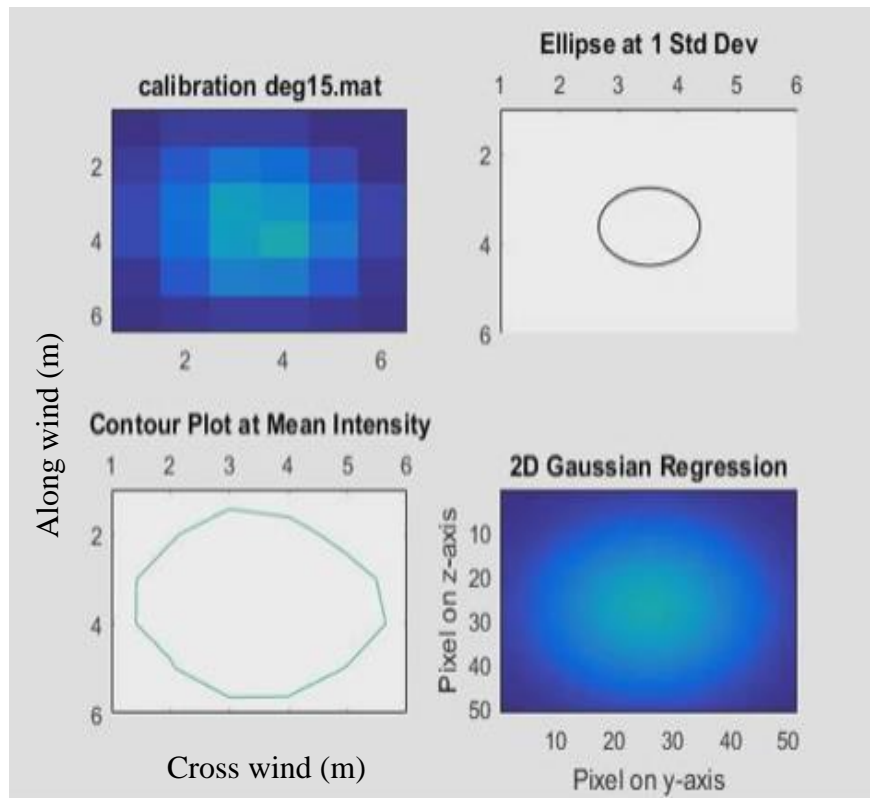 calibration deg15.mat
2
4
6
2 4 6
Ellipse at 1 Std Dev
1 2 3 4 5 6
2
4
6
Along wind (m)
Contour Plot at Mean Intensity
1 2 3 4 5 6
2
4
6
Cross wind (m)
2D Gaussian Regression
Pixel on z-axis
10
20
30
40
50
10 20 30 40 50
Pixel on y-axis